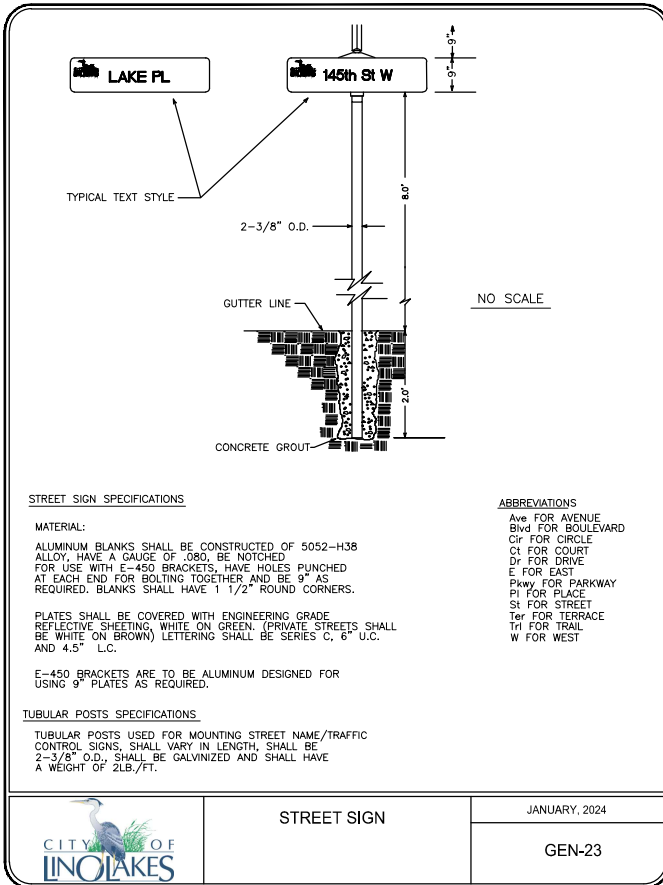 9"
LAKE PL
145th St W
9"
TYPICAL TEXT STYLE
8.0'
2-3/8" O.D.
GUTTER LINE
NO SCALE
2.0'
CONCRETE GROUT
STREET SIGN SPECIFICATIONS
MATERIAL:
ALUMINUM BLANKS SHALL BE CONSTRUCTED OF 5052-H38
ALLOY, HAVE A GAUGE OF .080, BE NOTCHED
FOR USE WITH E-450 BRACKETS, HAVE HOLES PUNCHED
AT EACH END FOR BOLTING TOGETHER AND BE 9" AS
REQUIRED. BLANKS SHALL HAVE 1 1/2" ROUND CORNERS.
PLATES SHALL BE COVERED WITH ENGINEERING GRADE
REFLECTIVE SHEETING, WHITE ON GREEN. (PRIVATE STREETS SHALL
BE WHITE ON BROWN) LETTERING SHALL BE SERIES C, 6" U.C.
AND 4.5" L.C.
E-450 BRACKETS ARE TO BE ALUMINUM DESIGNED FOR
USING 9" PLATES AS REQUIRED.
TUBULAR POSTS SPECIFICATIONS
TUBULAR POSTS USED FOR MOUNTING STREET NAME/TRAFFIC
CONTROL SIGNS, SHALL VARY IN LENGTH, SHALL BE
2-3/8" O.D., SHALL BE GALVINIZED AND SHALL HAVE
A WEIGHT OF 2LB./FT.
ABBREVIATIONS
Ave FOR AVENUE
Blvd FOR BOULEVARD
Cir FOR CIRCLE
Ct FOR COURT
Dr FOR DRIVE
E FOR EAST
Pkwy FOR PARKWAY
Pl FOR PLACE
St FOR STREET
Ter FOR TERRACE
Trl FOR TRAIL
W FOR WEST
CITY OF
LINO LAKES
STREET SIGN
JANUARY, 2024
GEN-23